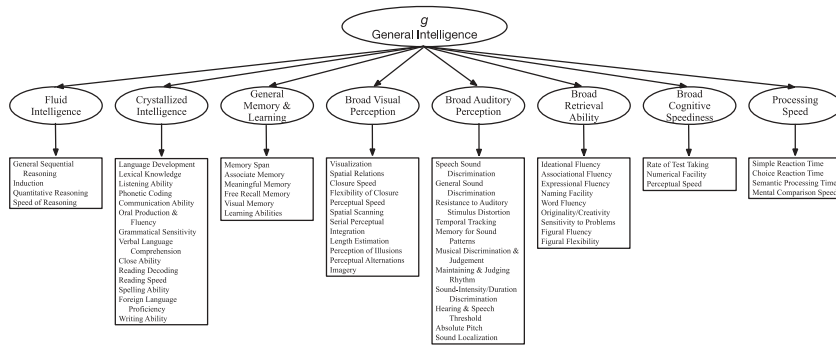 g
General Intelligence
Fluid
Intelligence
Crystallized
Intelligence
General
Memory &
Learning
Broad Visual
Perception
Broad Auditory
Perception
Broad
Retrieval
Ability
Broad
Cognitive
Speediness
Processing
Speed
General Sequential
Reasoning
Induction
Quantitative Reasoning
Speed of Reasoning
Language Development
Lexical Knowledge
Listening Ability
Phonetic Coding
Communication Ability
Oral Production &
Fluency
Grammatical Sensitivity
Verbal Language
Comprehension
Close Ability
Reading Decoding
Reading Speed
Spelling Ability
Foreign Language
Proficiency
Writing Ability
Memory Span
Associate Memory
Meaningful Memory
Free Recall Memory
Visual Memory
Learning Abilities
Visualization
Spatial Relations
Closure Speed
Flexibility of Closure
Perceptual Speed
Spatial Scanning
Serial Perceptual
Integration
Length Estimation
Perception of Illusions
Perceptual Alternations
Imagery
Speech Sound
Discrimination
General Sound
Discrimination
Resistance to Auditory
Stimulus Distortion
Temporal Tracking
Memory for Sound
Patterns
Musical Discrimination &
Judgement
Maintaining & Judging
Rhythm
Sound-Intensity/Duration
Discrimination
Hearing & Speech
Threshold
Absolute Pitch
Sound Localization
Ideational Fluency
Associational Fluency
Expressional Fluency
Naming Facility
Word Fluency
Originality/Creativity
Sensitivity to Problems
Figural Fluency
Figural Flexibility
Rate of Test Taking
Numerical Facility
Perceptual Speed
Simple Reaction Time
Choice Reaction Time
Semantic Processing Time
Mental Comparison Speed